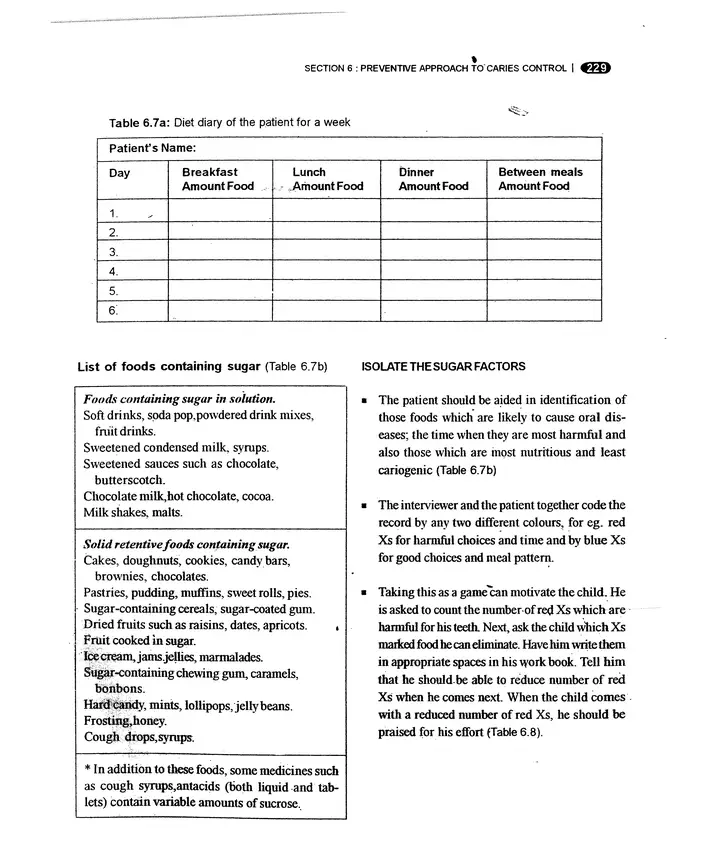 SECTION 6 : PREVENTIVE APPROACH TO CARIES CONTROL | 229
Table 6.7a: Diet diary of the patient for a week
Patient's Name:
Day Breakfast Lunch Dinner Between meals
Amount Food Amount Food Amount Food Amount Food
1.
2.
3.
4.
5.
6.
List of foods containing sugar (Table 6.7b)
Foods containing sugar in solution.
Soft drinks, soda pop,powdered drink mixes,
fruit drinks.
Sweetened condensed milk, syrups.
Sweetened sauces such as chocolate,
butterscotch.
Chocolate milk,hot chocolate, cocoa.
Milk shakes, malts.
Solid retentive foods containing sugar.
Cakes, doughnuts, cookies, candy bars,
brownies, chocolates.
Pastries, pudding, muffins, sweet rolls, pies.
Sugar-containing cereals, sugar-coated gum.
Dried fruits such as raisins, dates, apricots.
Fruit cooked in sugar.
Ice cream, jams.jellies, marmalades.
Sugar-containing chewing gum, caramels,
bonbons.
Hard candy, mints, lollipops, jelly beans.
Frosting,honey.
Cough drops,syrups.
* In addition to these foods, some medicines such
as cough syrups,antacids (both liquid and tab-
lets) contain variable amounts of sucrose.
ISOLATE THE SUGAR FACTORS
▪ The patient should be aided in identification of
those foods which are likely to cause oral dis-
eases; the time when they are most harmful and
also those which are most nutritious and least
cariogenic (Table 6.7b)
▪ The interviewer and the patient together code the
record by any two different colours, for eg. red
Xs for harmful choices and time and by blue Xs
for good choices and meal pattern.
▪ Taking this as a game can motivate the child. He
is asked to count the number of red Xs which are
harmful for his teeth. Next, ask the child which Xs
marked food he can eliminate. Have him write them
in appropriate spaces in his work book. Tell him
that he should be able to reduce number of red
Xs when he comes next. When the child comes
with a reduced number of red Xs, he should be
praised for his effort (Table 6.8).